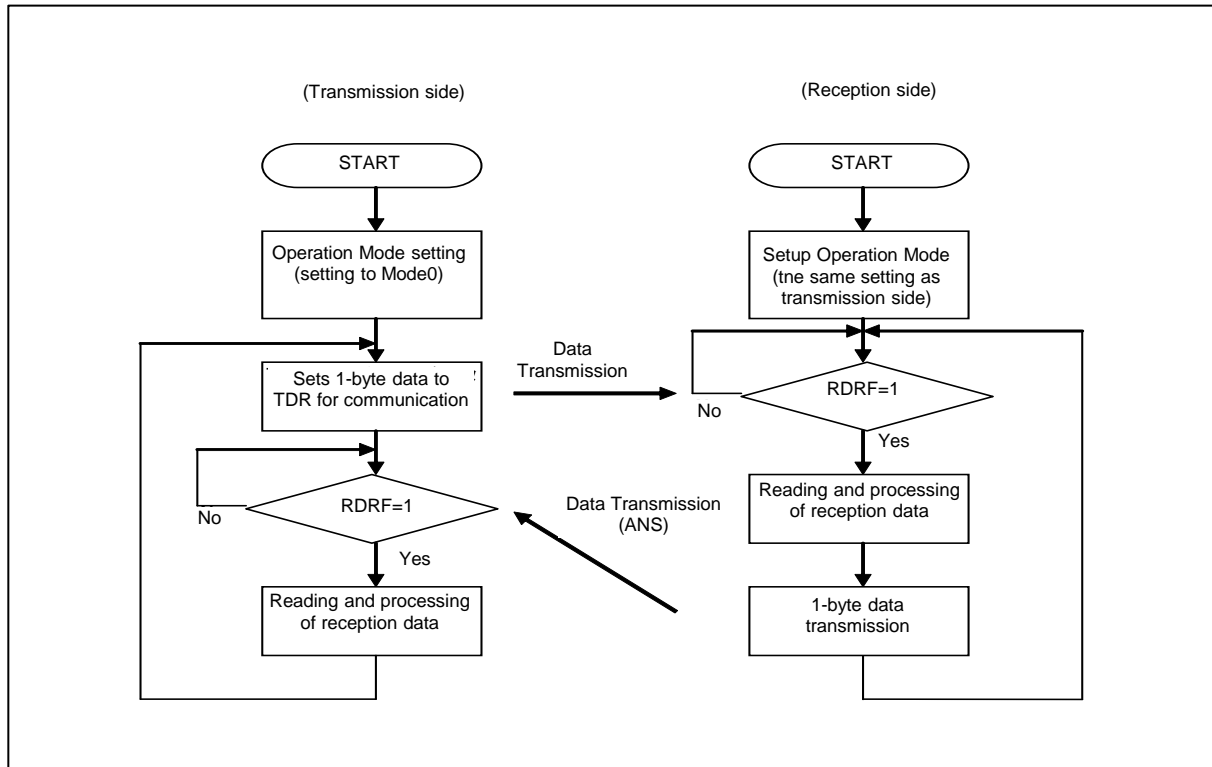 (Transmission side)
START
Operation Mode setting
(setting to Mode0)
Sets 1-byte data to
TDR for communication
RDRF=1
No
Yes
Reading and processing
of reception data
Data
Transmission
Data Transmission
(ANS)
(Reception side)
START
Setup Operation Mode
(tne same setting as
transmission side)
RDRF=1
No
Yes
Reading and processing
of reception data
1-byte data
transmission